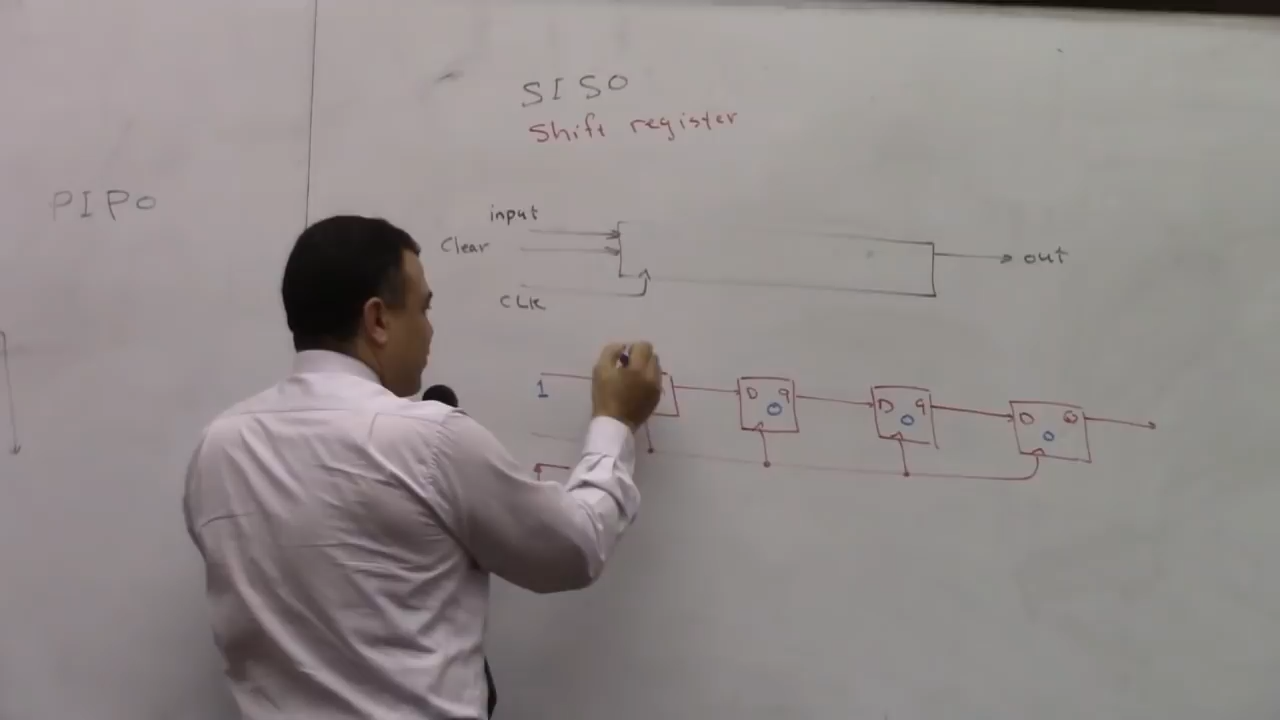 PIPO
SISO
Shift register
input
Clear
CLK
out
1
D q 0
D q 0
D Q 0